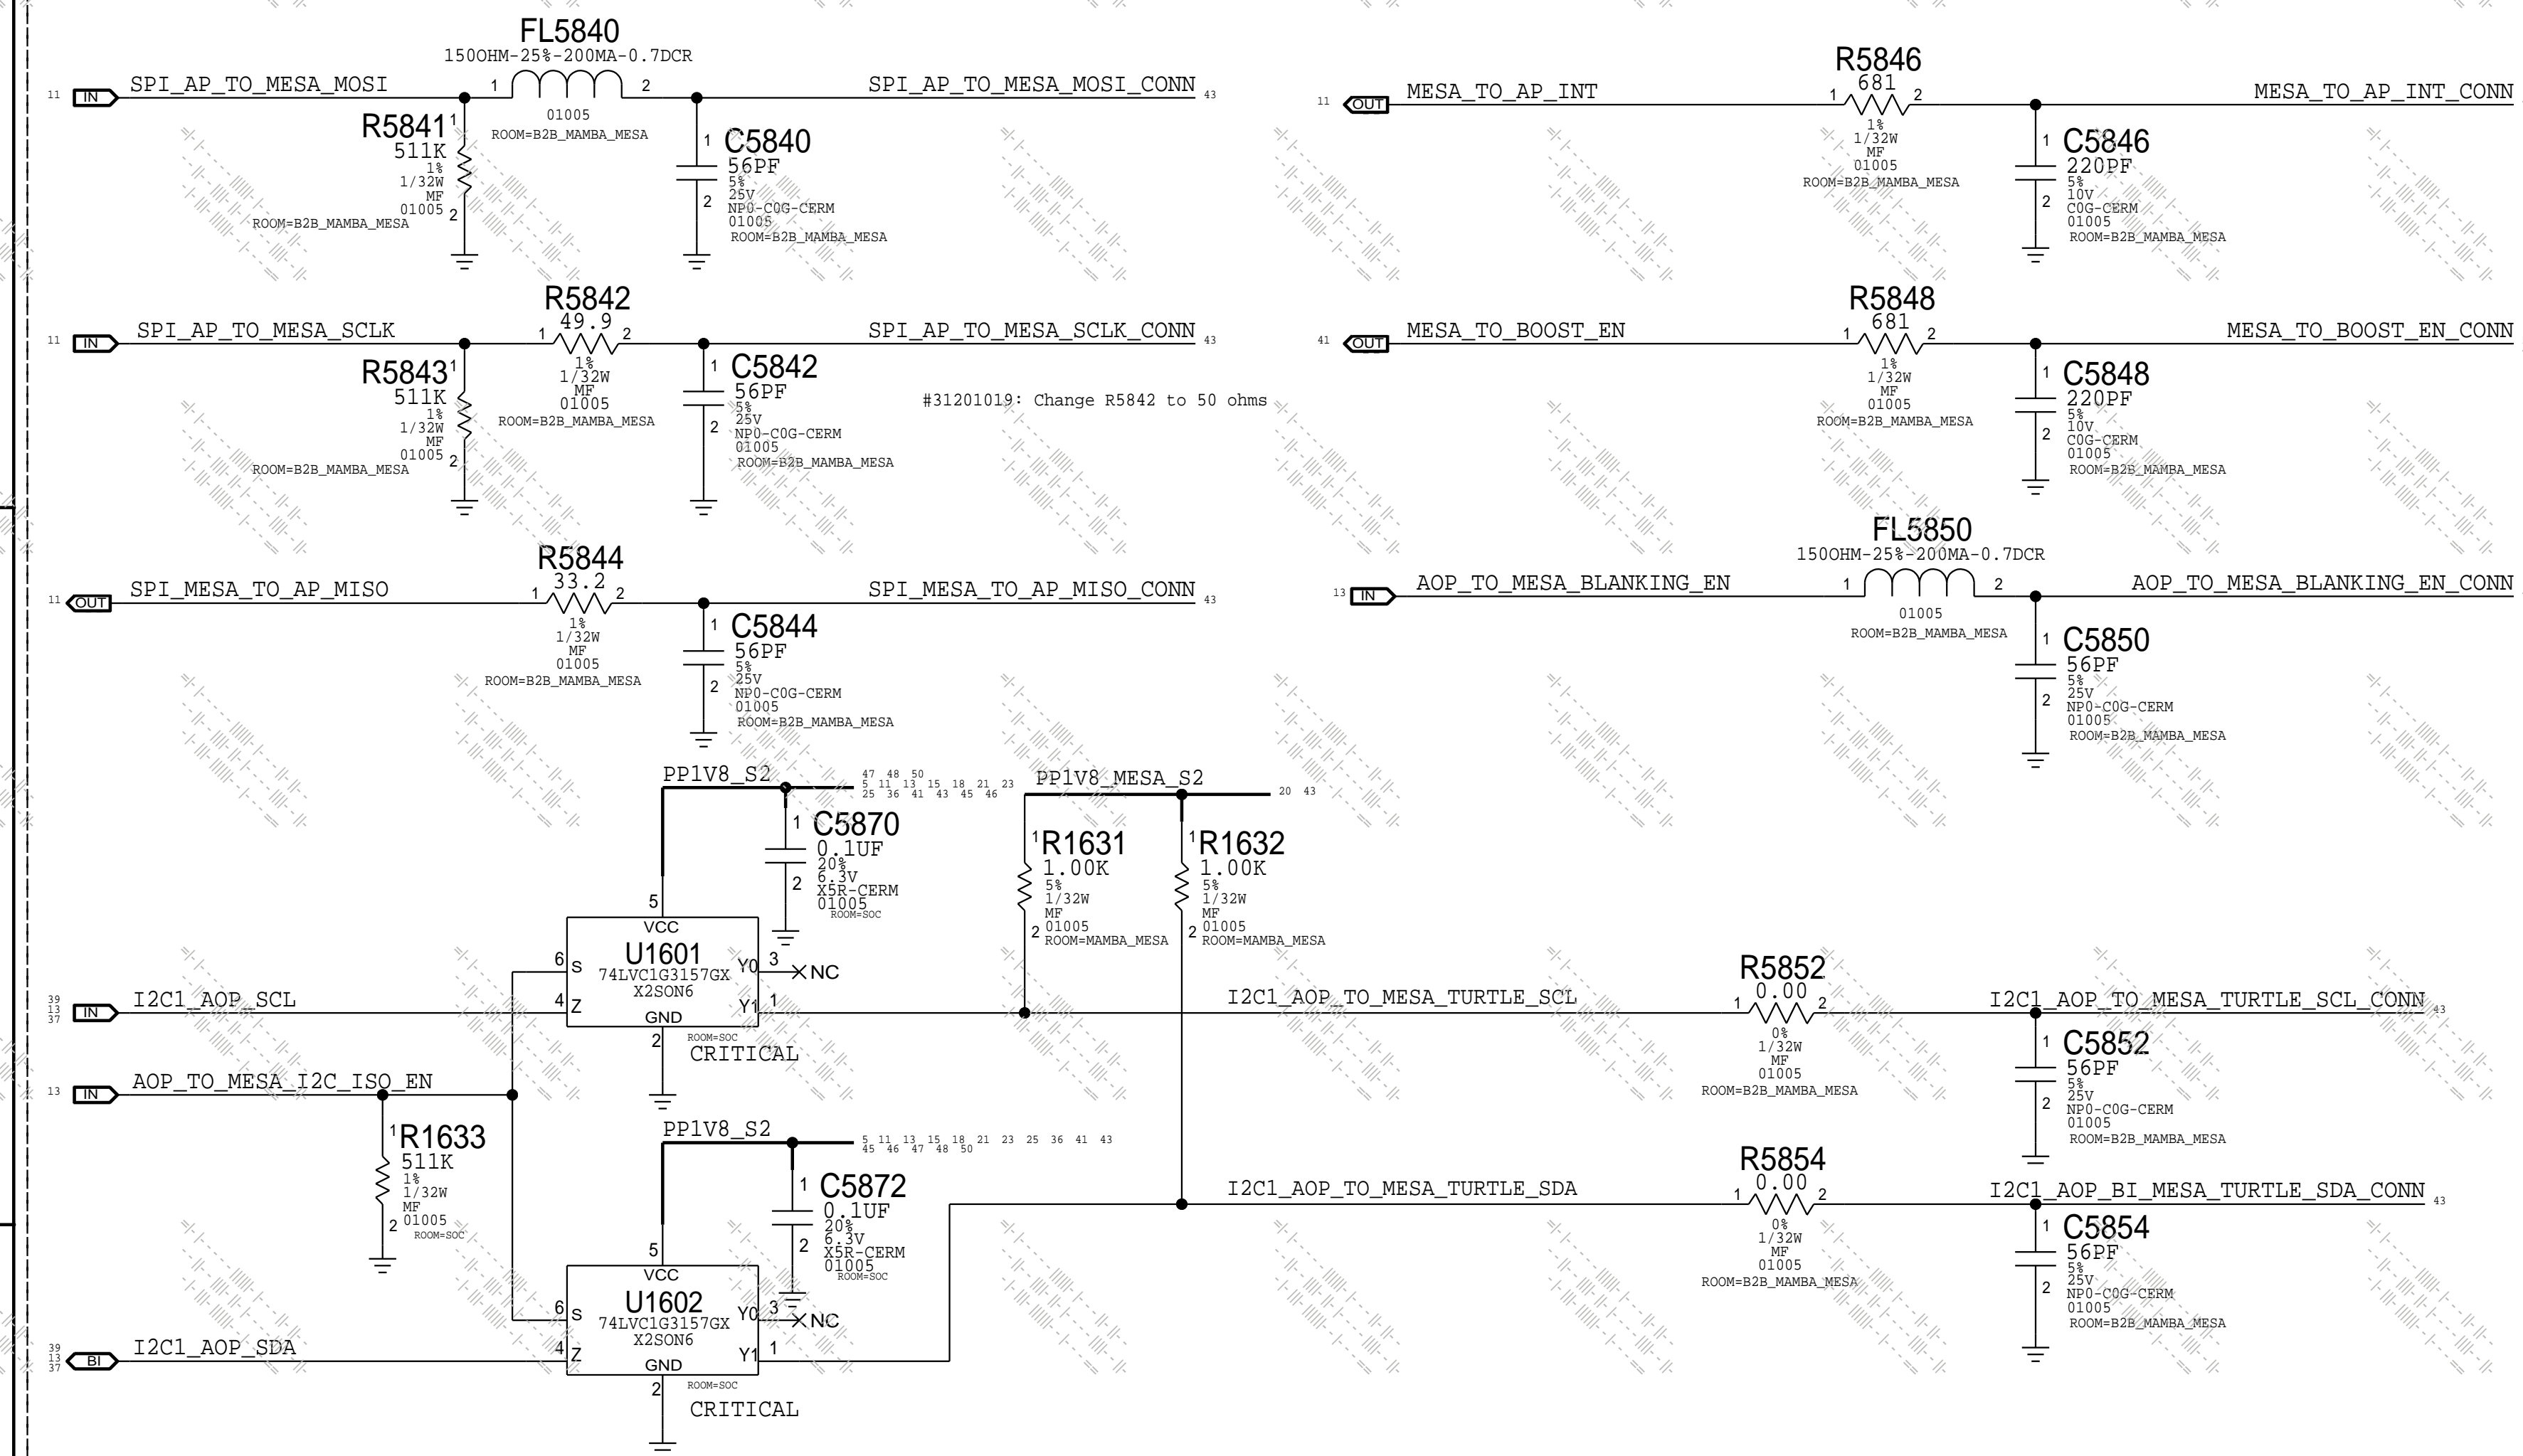 FL5840
150OHM-25%-200MA-0.7DCR
11 IN SPI_AP_TO_MESA_MOSI 1 2 SPI_AP_TO_MESA_MOSI_CONN 43
01005
ROOM=B2B_MAMBA_MESA
R5841 1
511K
1%
1/32W
MF
01005 2
ROOM=B2B_MAMBA_MESA
1 C5840
56PF
5%
25V
2 NP0-C0G-CERM
01005
ROOM=B2B_MAMBA_MESA
R5846
681
11 OUT MESA_TO_AP_INT 1 2 MESA_TO_AP_INT_CONN
1%
1/32W
MF
01005
ROOM=B2B_MAMBA_MESA
1 C5846
220PF
5%
10V
2 C0G-CERM
01005
ROOM=B2B_MAMBA_MESA
R5842
49.9
11 IN SPI_AP_TO_MESA_SCLK 1 2 SPI_AP_TO_MESA_SCLK_CONN 43
1%
1/32W
MF
01005
ROOM=B2B_MAMBA_MESA
R5843 1
511K
1%
1/32W
MF
01005 2
ROOM=B2B_MAMBA_MESA
1 C5842
56PF
5%
25V
2 NP0-C0G-CERM
01005
ROOM=B2B_MAMBA_MESA
#31201019: Change R5842 to 50 ohms
R5848
681
41 OUT MESA_TO_BOOST_EN 1 2 MESA_TO_BOOST_EN_CONN
1%
1/32W
MF
01005
ROOM=B2B_MAMBA_MESA
1 C5848
220PF
5%
10V
2 C0G-CERM
01005
ROOM=B2B_MAMBA_MESA
R5844
33.2
11 OUT SPI_MESA_TO_AP_MISO 1 2 SPI_MESA_TO_AP_MISO_CONN 43
1%
1/32W
MF
01005
ROOM=B2B_MAMBA_MESA
1 C5844
56PF
5%
25V
2 NP0-C0G-CERM
01005
ROOM=B2B_MAMBA_MESA
FL5850
150OHM-25%-200MA-0.7DCR
13 IN AOP_TO_MESA_BLANKING_EN 1 2 AOP_TO_MESA_BLANKING_EN_CONN
01005
ROOM=B2B_MAMBA_MESA
1 C5850
56PF
5%
25V
2 NP0-C0G-CERM
01005
ROOM=B2B_MAMBA_MESA
PP1V8_S2
47 48 50
5 11 13 15 18 21 23
25 36 41 43 45 46
PP1V8_MESA_S2 20 43
1 C5870
0.1UF
20%
6.3V
2 X5R-CERM
01005
ROOM=SOC
1 R1631
1.00K
5%
1/32W
MF
01005
2 ROOM=MAMBA_MESA
1 R1632
1.00K
5%
1/32W
MF
01005
2 ROOM=MAMBA_MESA
5
VCC
U1601
6 S 74LVC1G3157GX Y0 3 NC
X2SON6
4 Z Y1 1
GND
2 ROOM=SOC
CRITICAL
39
13
37
IN I2C1_AOP_SCL
I2C1_AOP_TO_MESA_TURTLE_SCL
R5852
0.00
1 2
0%
1/32W
MF
01005
ROOM=B2B_MAMBA_MESA
I2C1_AOP_TO_MESA_TURTLE_SCL_CONN 43
1 C5852
56PF
5%
25V
2 NP0-C0G-CERM
01005
ROOM=B2B_MAMBA_MESA
13 IN AOP_TO_MESA_I2C_ISO_EN
1 R1633
511K
1%
1/32W
MF
2 01005
ROOM=SOC
PP1V8_S2
5 11 13 15 18 21 23 25 36 41 43
45 46 47 48 50
1 C5872
0.1UF
20%
6.3V
2 X5R-CERM
01005
ROOM=SOC
5
VCC
U1602
6 S 74LVC1G3157GX Y0 3 NC
X2SON6
4 Z Y1 1
GND
2 ROOM=SOC
CRITICAL
39
13
37
BI I2C1_AOP_SDA
I2C1_AOP_TO_MESA_TURTLE_SDA
R5854
0.00
1 2
0%
1/32W
MF
01005
ROOM=B2B_MAMBA_MESA
I2C1_AOP_BI_MESA_TURTLE_SDA_CONN 43
1 C5854
56PF
5%
25V
2 NP0-C0G-CERM
01005
ROOM=B2B_MAMBA_MESA